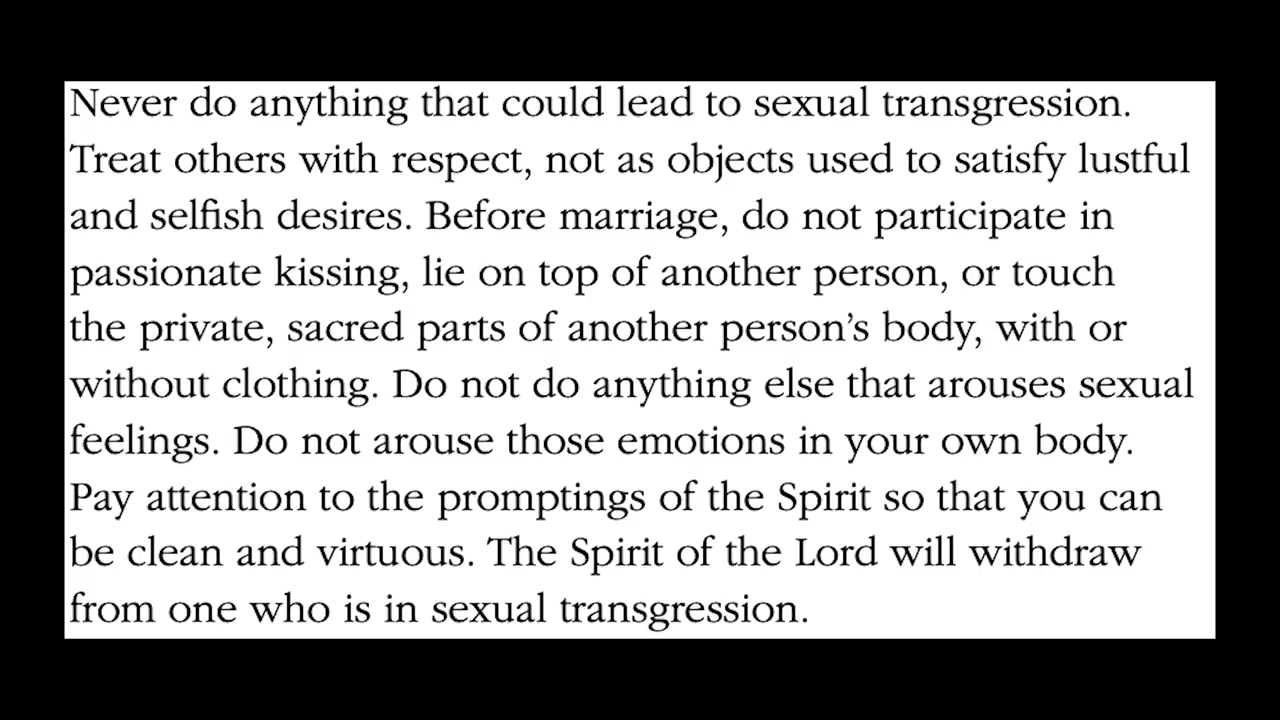 Never do anything that could lead to sexual transgression.
Treat others with respect, not as objects used to satisfy lustful
and selfish desires. Before marriage, do not participate in
passionate kissing, lie on top of another person, or touch
the private, sacred parts of another person’s body, with or
without clothing. Do not do anything else that arouses sexual
feelings. Do not arouse those emotions in your own body.
Pay attention to the promptings of the Spirit so that you can
be clean and virtuous. The Spirit of the Lord will withdraw
from one who is in sexual transgression.